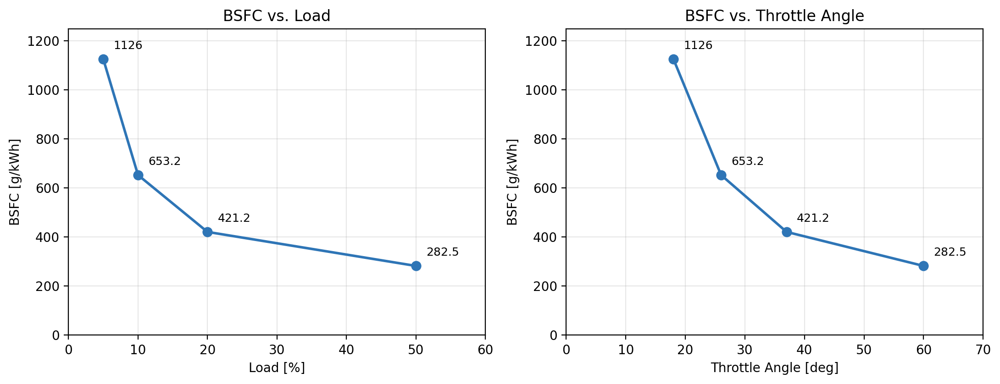 BSFC vs. Load
1200
1000
800
600
400
200
0
BSFC [g/kWh]
1126
653.2
421.2
282.5
0 10 20 30 40 50 60
Load [%]
BSFC vs. Throttle Angle
1200
1000
800
600
400
200
0
BSFC [g/kWh]
1126
653.2
421.2
282.5
0 10 20 30 40 50 60 70
Throttle Angle [deg]